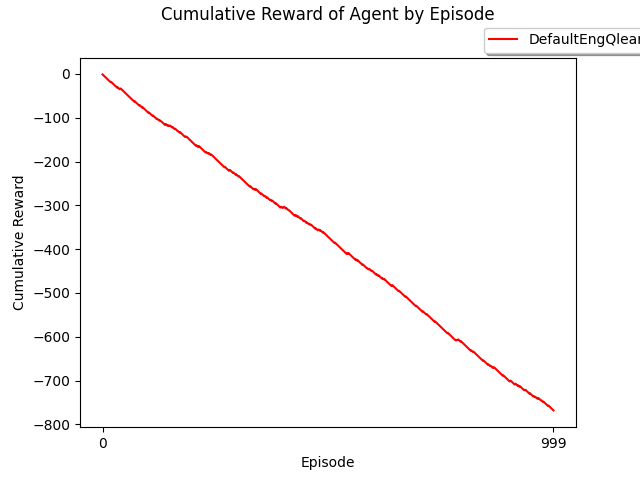 Cumulative Reward of Agent by Episode
DefaultEngQlear
0
−100
−200
−300
−400
−500
−600
−700
−800
Cumulative Reward
0 999
Episode